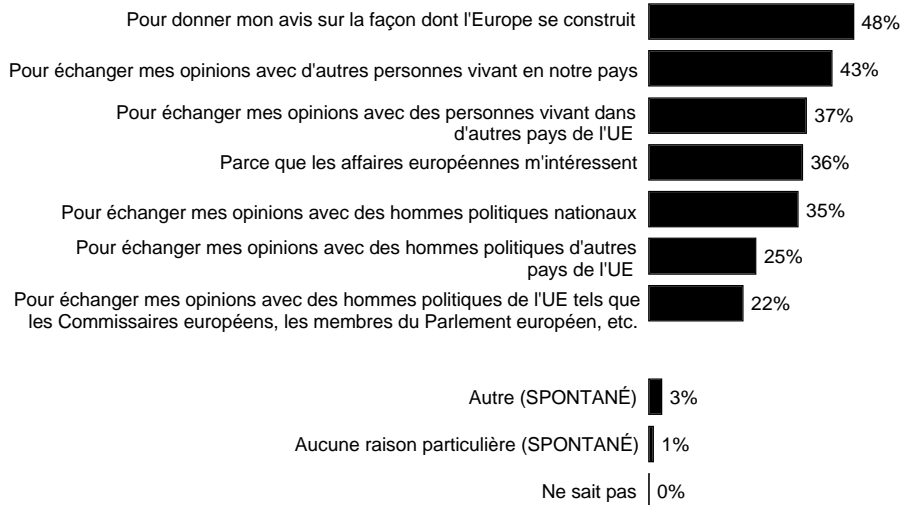 Pour donner mon avis sur la façon dont l'Europe se construit 48%
Pour échanger mes opinions avec d'autres personnes vivant en notre pays 43%
Pour échanger mes opinions avec des personnes vivant dans
d'autres pays de l'UE 37%
Parce que les affaires européennes m'intéressent 36%
Pour échanger mes opinions avec des hommes politiques nationaux 35%
Pour échanger mes opinions avec des hommes politiques d'autres
pays de l'UE 25%
Pour échanger mes opinions avec des hommes politiques de l'UE tels que
les Commissaires européens, les membres du Parlement européen, etc. 22%
Autre (SPONTANÉ) 3%
Aucune raison particulière (SPONTANÉ) 1%
Ne sait pas 0%